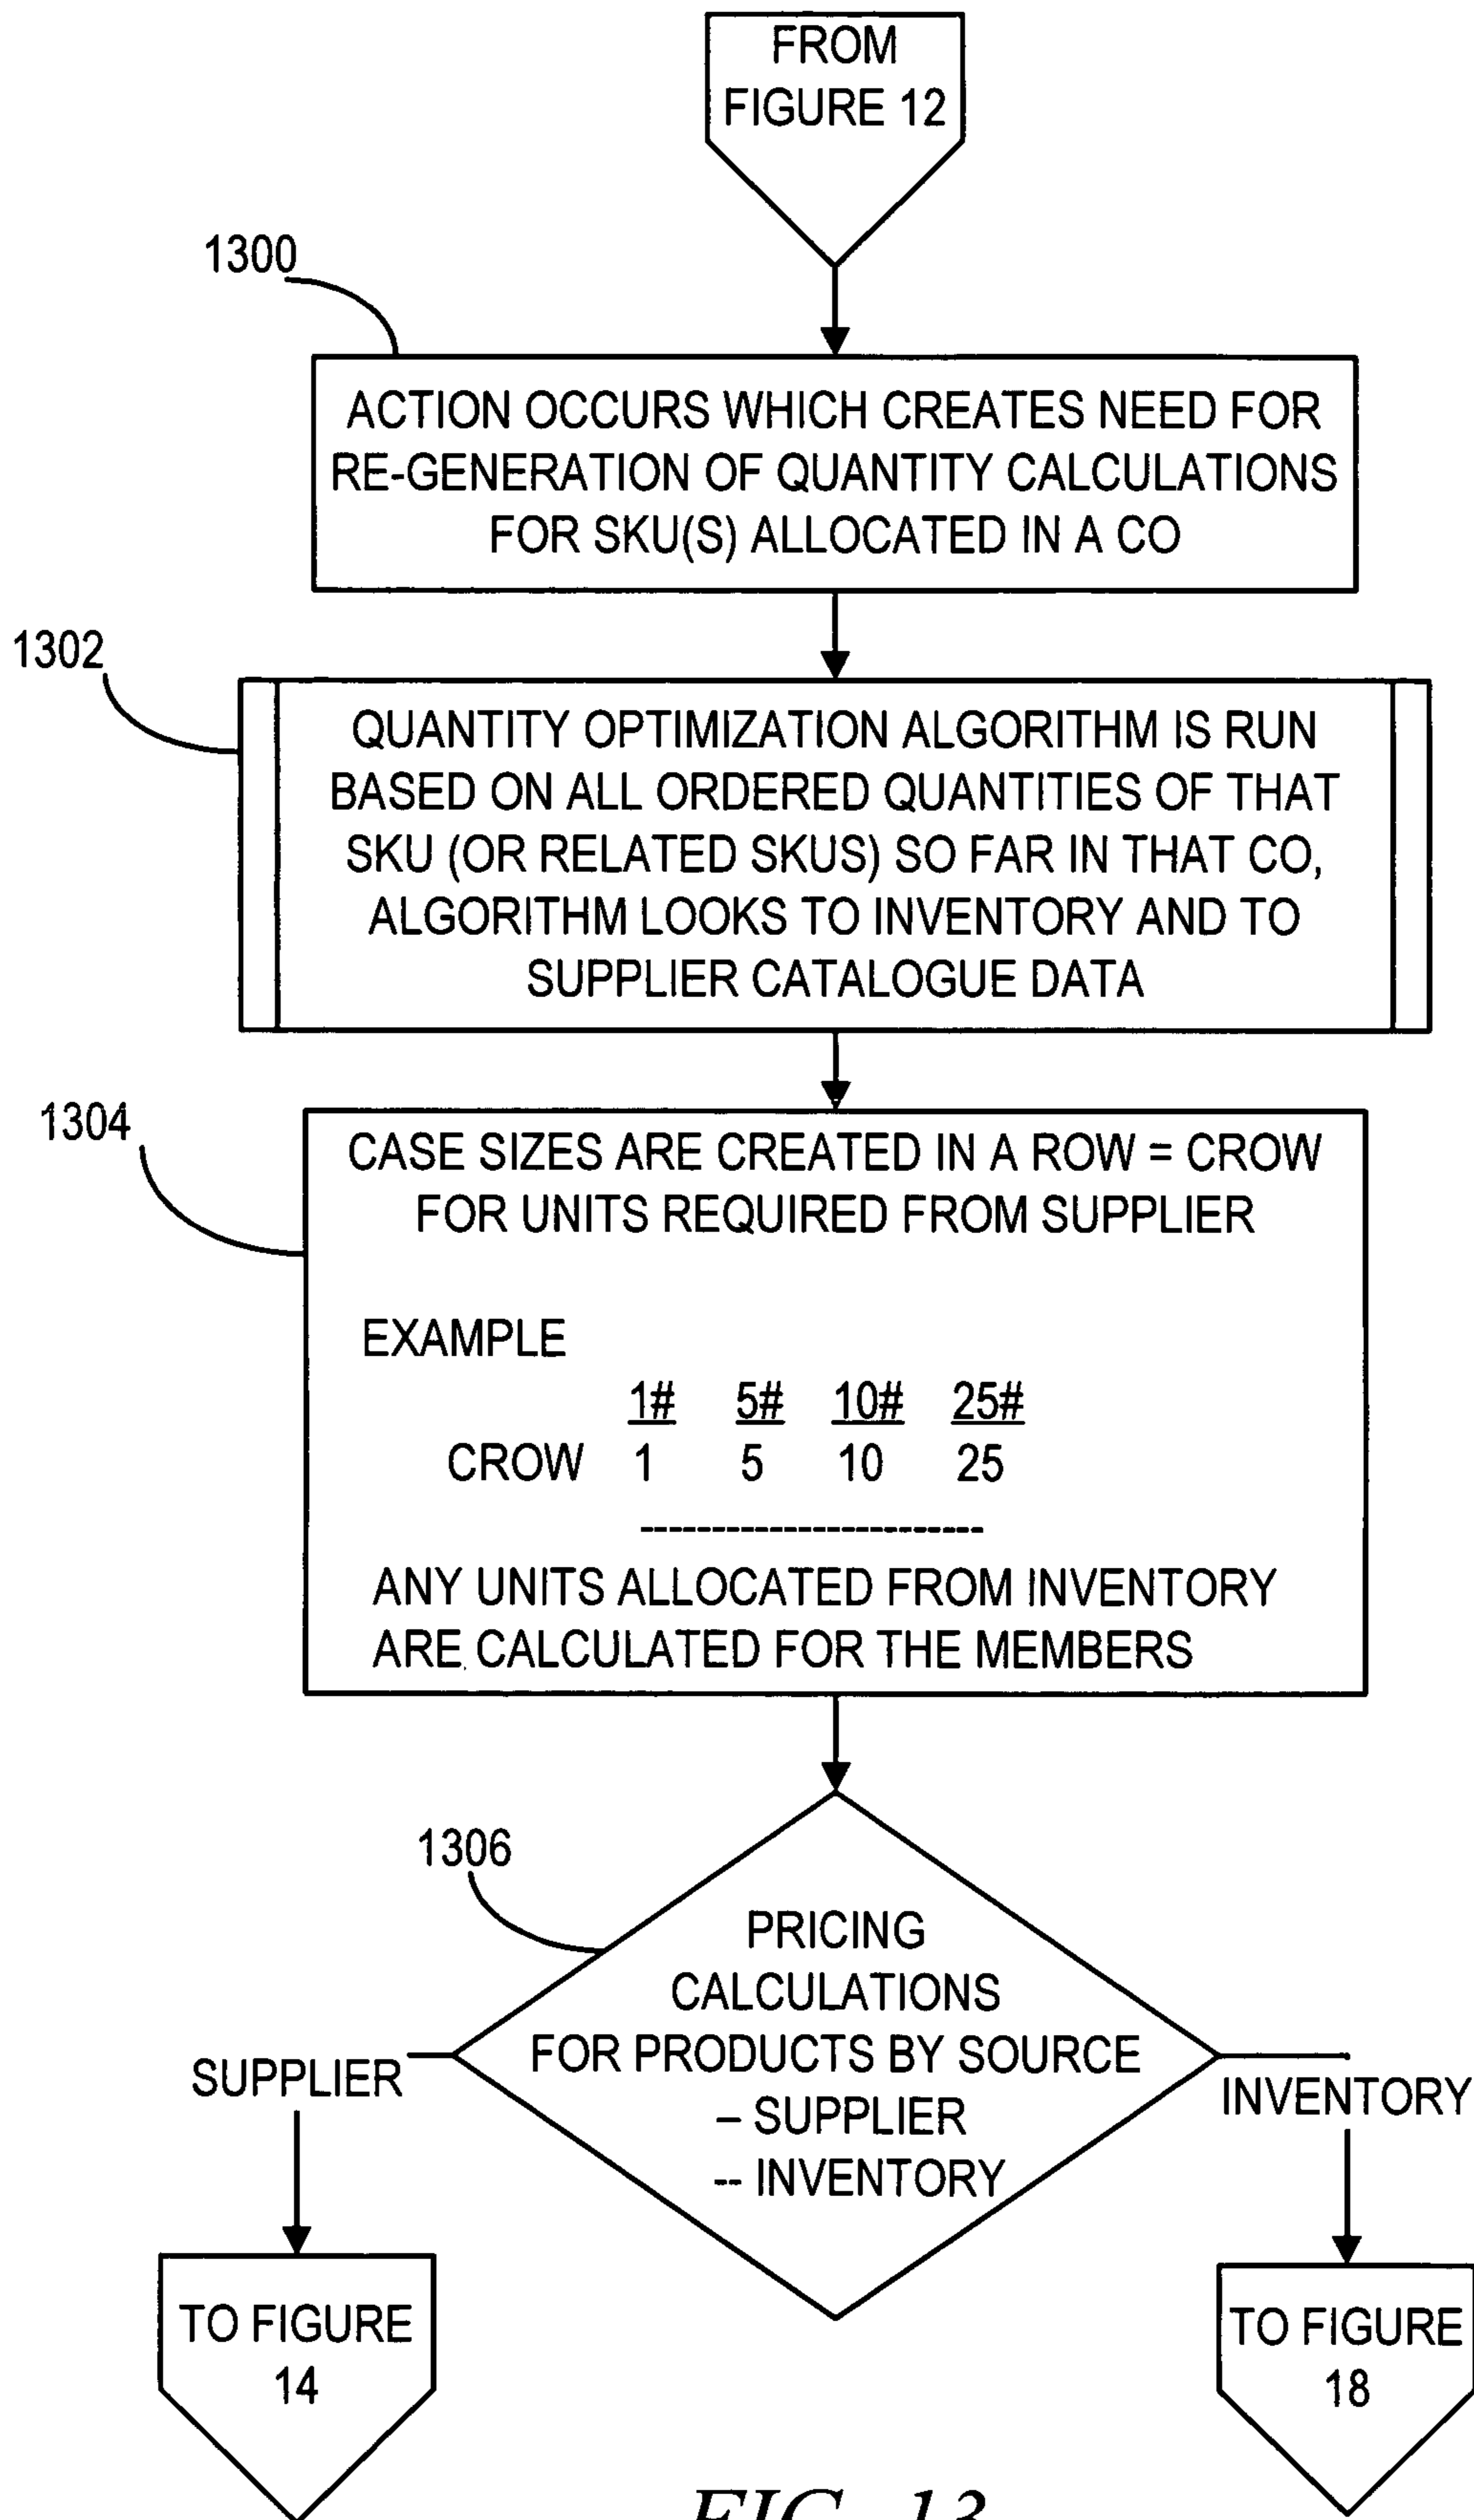 FROM
FIGURE 12
1300
ACTION OCCURS WHICH CREATES NEED FOR
RE-GENERATION OF QUANTITY CALCULATIONS
FOR SKU(S) ALLOCATED IN A CO
1302
QUANTITY OPTIMIZATION ALGORITHM IS RUN
BASED ON ALL ORDERED QUANTITIES OF THAT
SKU (OR RELATED SKUS) SO FAR IN THAT CO,
ALGORITHM LOOKS TO INVENTORY AND TO
SUPPLIER CATALOGUE DATA
1304
CASE SIZES ARE CREATED IN A ROW = CROW
FOR UNITS REQUIRED FROM SUPPLIER
EXAMPLE
1# 5# 10# 25#
CROW 1 5 10 25
------------------------
ANY UNITS ALLOCATED FROM INVENTORY
ARE CALCULATED FOR THE MEMBERS
1306
PRICING
CALCULATIONS
FOR PRODUCTS BY SOURCE
– SUPPLIER
-- INVENTORY
SUPPLIER
INVENTORY
TO FIGURE
14
TO FIGURE
18
FIG. 13